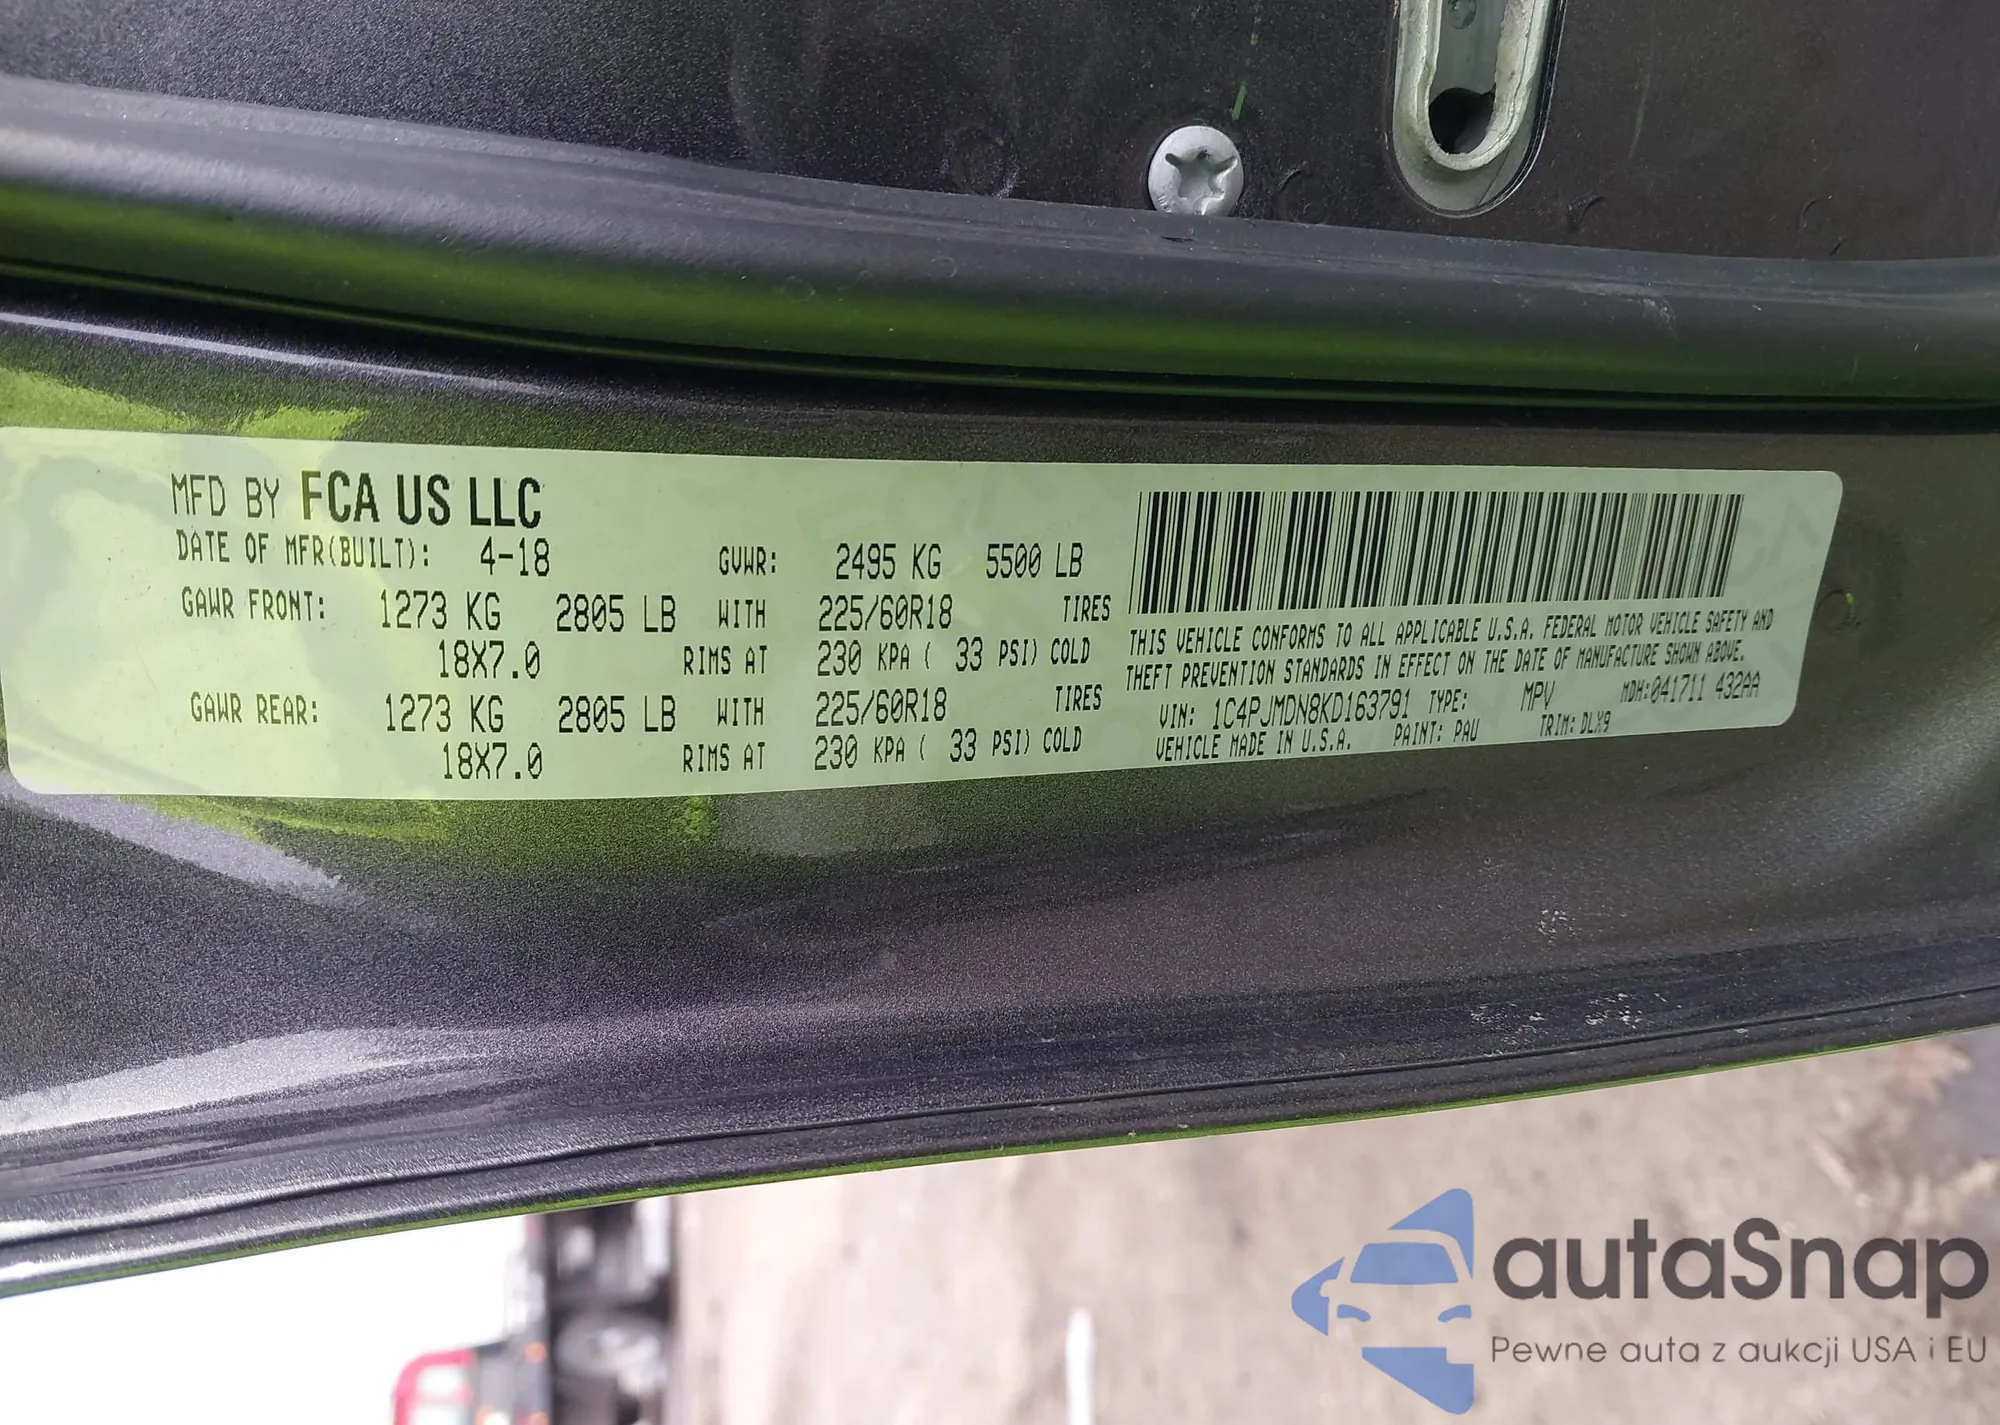 MFD BY FCA US LLC
DATE OF MFR(BUILT): 4-18 GVWR: 2495 KG 5500 LB
GAWR FRONT: 1273 KG 2805 LB WITH 225/60R18 TIRES
18X7.0 RIMS AT 230 KPA ( 33 PSI) COLD
GAWR REAR: 1273 KG 2805 LB WITH 225/60R18 TIRES
18X7.0 RIMS AT 230 KPA ( 33 PSI) COLD
THIS VEHICLE CONFORMS TO ALL APPLICABLE U.S.A. FEDERAL MOTOR VEHICLE SAFETY AND
THEFT PREVENTION STANDARDS IN EFFECT ON THE DATE OF MANUFACTURE SHOWN ABOVE.
VIN: 1C4PJMDN8KD163791 TYPE: MPV MDH:041711 432AA
VEHICLE MADE IN U.S.A. PAINT: PAU TRIM: DLX9
autaSnap
Pewne auta z aukcji USA i EU